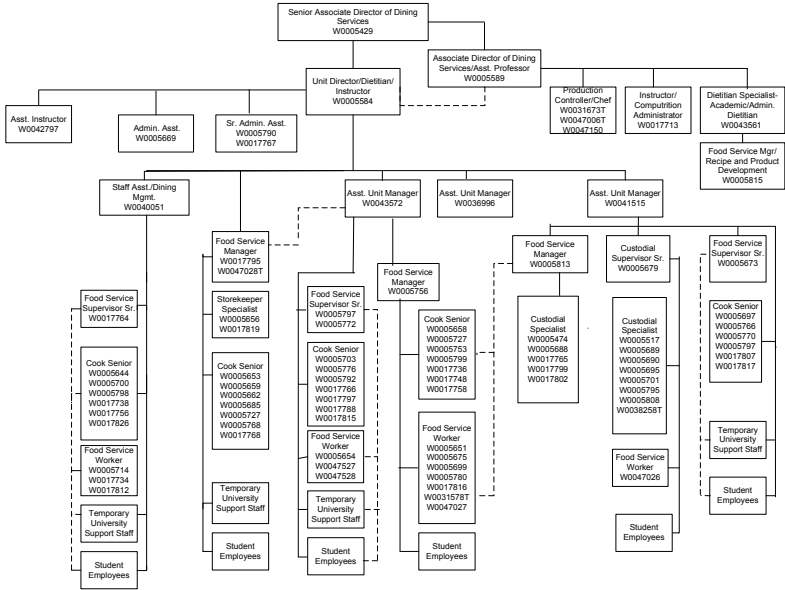 Senior Associate Director of Dining
Services
W0005429
Associate Director of Dining
Services/Asst. Professor
W0005589
Unit Director/Dietitian/
Instructor
W0005584
Asst. Instructor
W0042797
Admin. Asst.
W0005669
Sr. Admin. Asst.
W0005790
W0017767
Production
Controller/Chef
W0031673T
W0047006T
W0047150
Instructor/
Computrition
Administrator
W0017713
Dietitian Specialist-
Academic/Admin.
Dietitian
W0043561
Food Service Mgr/
Recipe and Product
Development
W0005815
Staff Asst./Dining
Mgmt.
W0040051
Asst. Unit Manager
W0043572
Asst. Unit Manager
W0036996
Asst. Unit Manager
W0041515
Food Service
Supervisor Sr.
W0017764
Cook Senior
W0005644
W0005700
W0005798
W0017738
W0017756
W0017826
Food Service
Worker
W0005714
W0017734
W0017812
Temporary
University
Support Staff
Student
Employees
Food Service
Manager
W0017795
W0047028T
Storekeeper
Specialist
W0005656
W0017819
Cook Senior
W0005653
W0005659
W0005662
W0005685
W0005727
W0005768
W0017768
Temporary
University
Support Staff
Student
Employees
Food Service
Supervisor Sr.
W0005797
W0005772
Cook Senior
W0005703
W0005776
W0005792
W0017766
W0017797
W0017788
W0017815
Food Service
Worker
W0005654
W0047527
W0047528
Temporary
University
Support Staff
Student
Employees
Food Service
Manager
W0005756
Cook Senior
W0005658
W0005727
W0005753
W0005799
W0017736
W0017748
W0017758
Food Service
Worker
W0005651
W0005675
W0005699
W0005780
W0017816
W0031578T
W0047027
Student
Employees
Food Service
Manager
W0005813
Custodial
Specialist
W0005474
W0005688
W0017765
W0017799
W0017802
Custodial
Supervisor Sr.
W0005679
Custodial
Specialist
W0005517
W0005689
W0005690
W0005695
W0005701
W0005795
W0005808
W0038258T
Food Service
Worker
W0047026
Student
Employees
Food Service
Supervisor Sr.
W0005673
Cook Senior
W0005697
W0005766
W0005770
W0005797
W0017807
W0017817
Temporary
University
Support Staff
Student
Employees